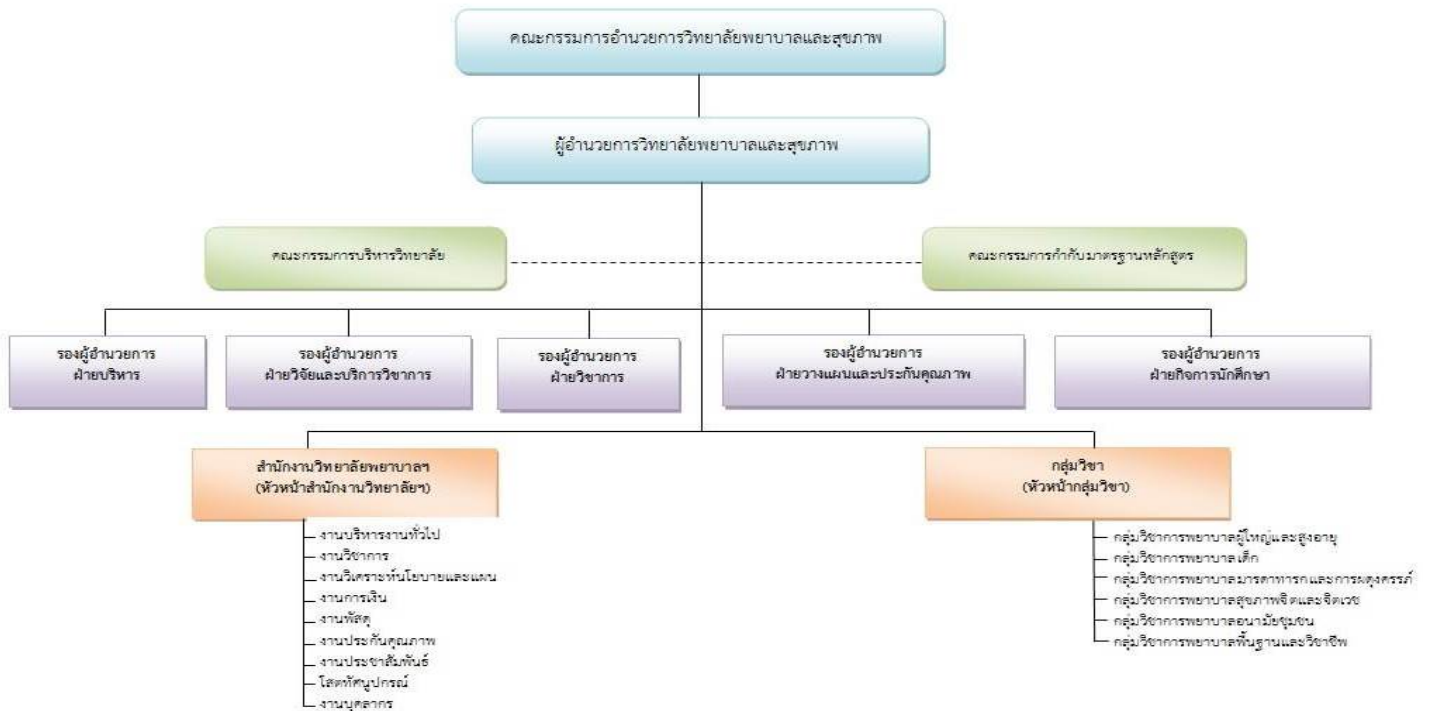 คณะกรรมการอำนวยการวิทยาลัยพยาบาลและสุขภาพ
ผู้อำนวยการวิทยาลัยพยาบาลและสุขภาพ
คณะกรรมการบริหารวิทยาลัย
คณะกรรมการกำกับมาตรฐานหลักสูตร
รองผู้อำนวยการ
ฝ่ายบริหาร
รองผู้อำนวยการ
ฝ่ายวิจัยและบริการวิชาการ
รองผู้อำนวยการ
ฝ่ายวิชาการ
รองผู้อำนวยการ
ฝ่ายวางแผนและประกันคุณภาพ
รองผู้อำนวยการ
ฝ่ายกิจการนักศึกษา
สำนักงานวิทยาลัยพยาบาลฯ
(หัวหน้าสำนักงานวิทยาลัยฯ)
งานบริหารงานทั่วไป
งานวิชาการ
งานวิเคราะห์นโยบายและแผน
งานการเงิน
งานพัสดุ
งานประกันคุณภาพ
งานประชาสัมพันธ์
โสตทัศนูปกรณ์
งานบุคลากร
กลุ่มวิชา
(หัวหน้ากลุ่มวิชา)
กลุ่มวิชาการพยาบาลผู้ใหญ่และสูงอายุ
กลุ่มวิชาการพยาบาลเด็ก
กลุ่มวิชาการพยาบาลมารดาทารกและการผดุงครรภ์
กลุ่มวิชาการพยาบาลสุขภาพจิตและจิตเวช
กลุ่มวิชาการพยาบาลอนามัยชุมชน
กลุ่มวิชาการพยาบาลพื้นฐานและวิชาชีพ